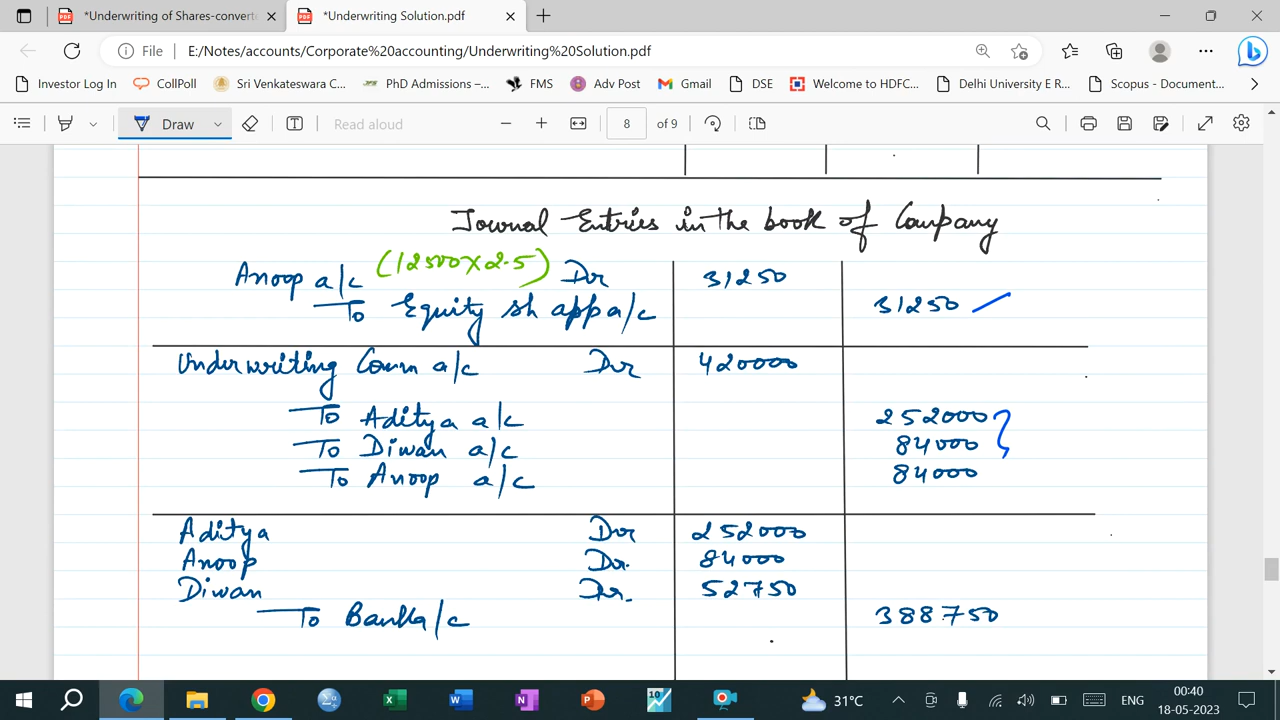 *Underwriting of Shares-converte
*Underwriting Solution.pdf
File E:/Notes/accounts/Corporate%20accounting/Underwriting%20Solution.pdf
Investor Log In CollPoll Sri Venkateswara C... PhD Admissions –... FMS Adv Post Gmail DSE Welcome to HDFC... Delhi University E R... Scopus - Document...
Draw Read aloud 8 of 9
Journal Entries in the book of Company
Anoop a/c (12500×2.5) Dr 31250
To Equity sh app a/c 31250
Underwriting Comm a/c Dr 420000
To Aditya a/c 252000
To Diwan a/c 84000
To Anoop a/c 84000
Aditya Dr 252000
Anoop Dr. 84000
Diwan Dr. 52750
To Bank a/c 388750
31°C ENG 00:40
18-05-2023